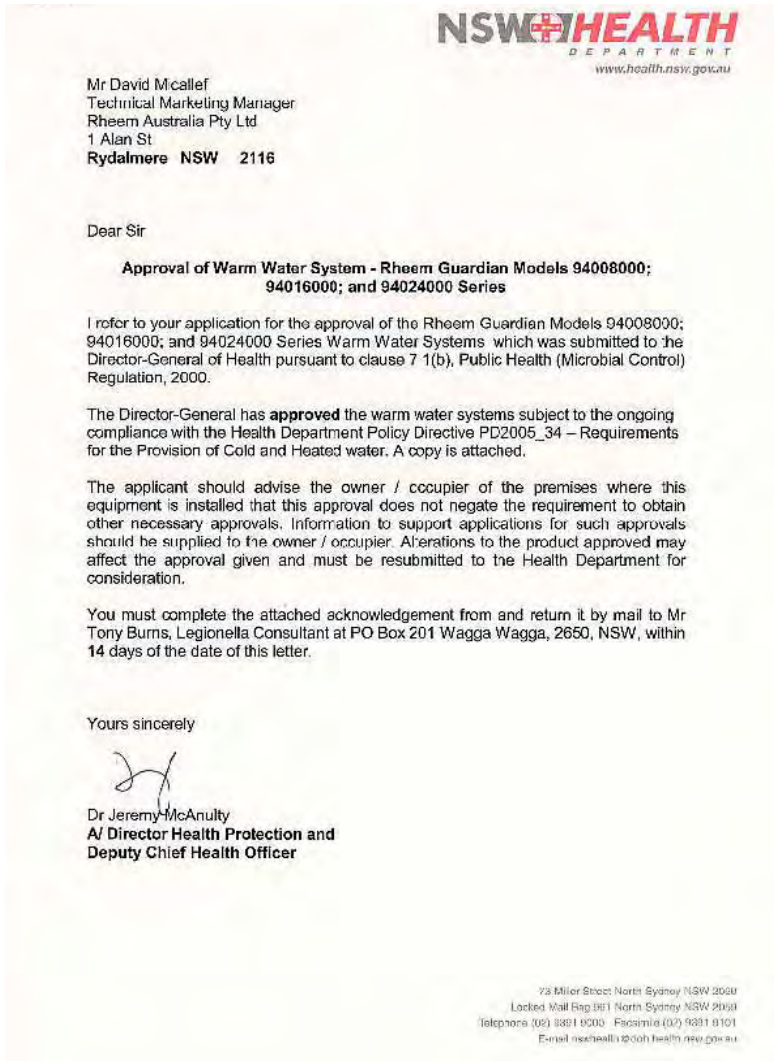 NSW HEALTH
DEPARTMENT
www.health.nsw.gov.au
Mr David Micallef
Technical Marketing Manager
Rheem Australia Pty Ltd
1 Alan St
Rydalmere NSW 2116
Dear Sir
Approval of Warm Water System - Rheem Guardian Models 94008000;
94016000; and 94024000 Series
I refer to your application for the approval of the Rheem Guardian Models 94008000;
94016000; and 94024000 Series Warm Water Systems which was submitted to the
Director-General of Health pursuant to clause 7 1(b), Public Health (Microbial Control)
Regulation, 2000.
The Director-General has approved the warm water systems subject to the ongoing
compliance with the Health Department Policy Directive PD2005_34 – Requirements
for the Provision of Cold and Heated water. A copy is attached.
The applicant should advise the owner / occupier of the premises where this
equipment is installed that this approval does not negate the requirement to obtain
other necessary approvals. Information to support applications for such approvals
should be supplied to the owner / occupier. Alterations to the product approved may
affect the approval given and must be resubmitted to the Health Department for
consideration.
You must complete the attached acknowledgement from and return it by mail to Mr
Tony Burns, Legionella Consultant at PO Box 201 Wagga Wagga, 2650, NSW, within
14 days of the date of this letter.
Yours sincerely
Dr Jeremy McAnulty
A/ Director Health Protection and
Deputy Chief Health Officer
73 Miller Street North Sydney NSW 2060
Locked Mail Bag 961 North Sydney NSW 2059
Telephone (02) 9391 9000 Facsimile (02) 9391 9101
E-mail nswhealth@doh.health.nsw.gov.au